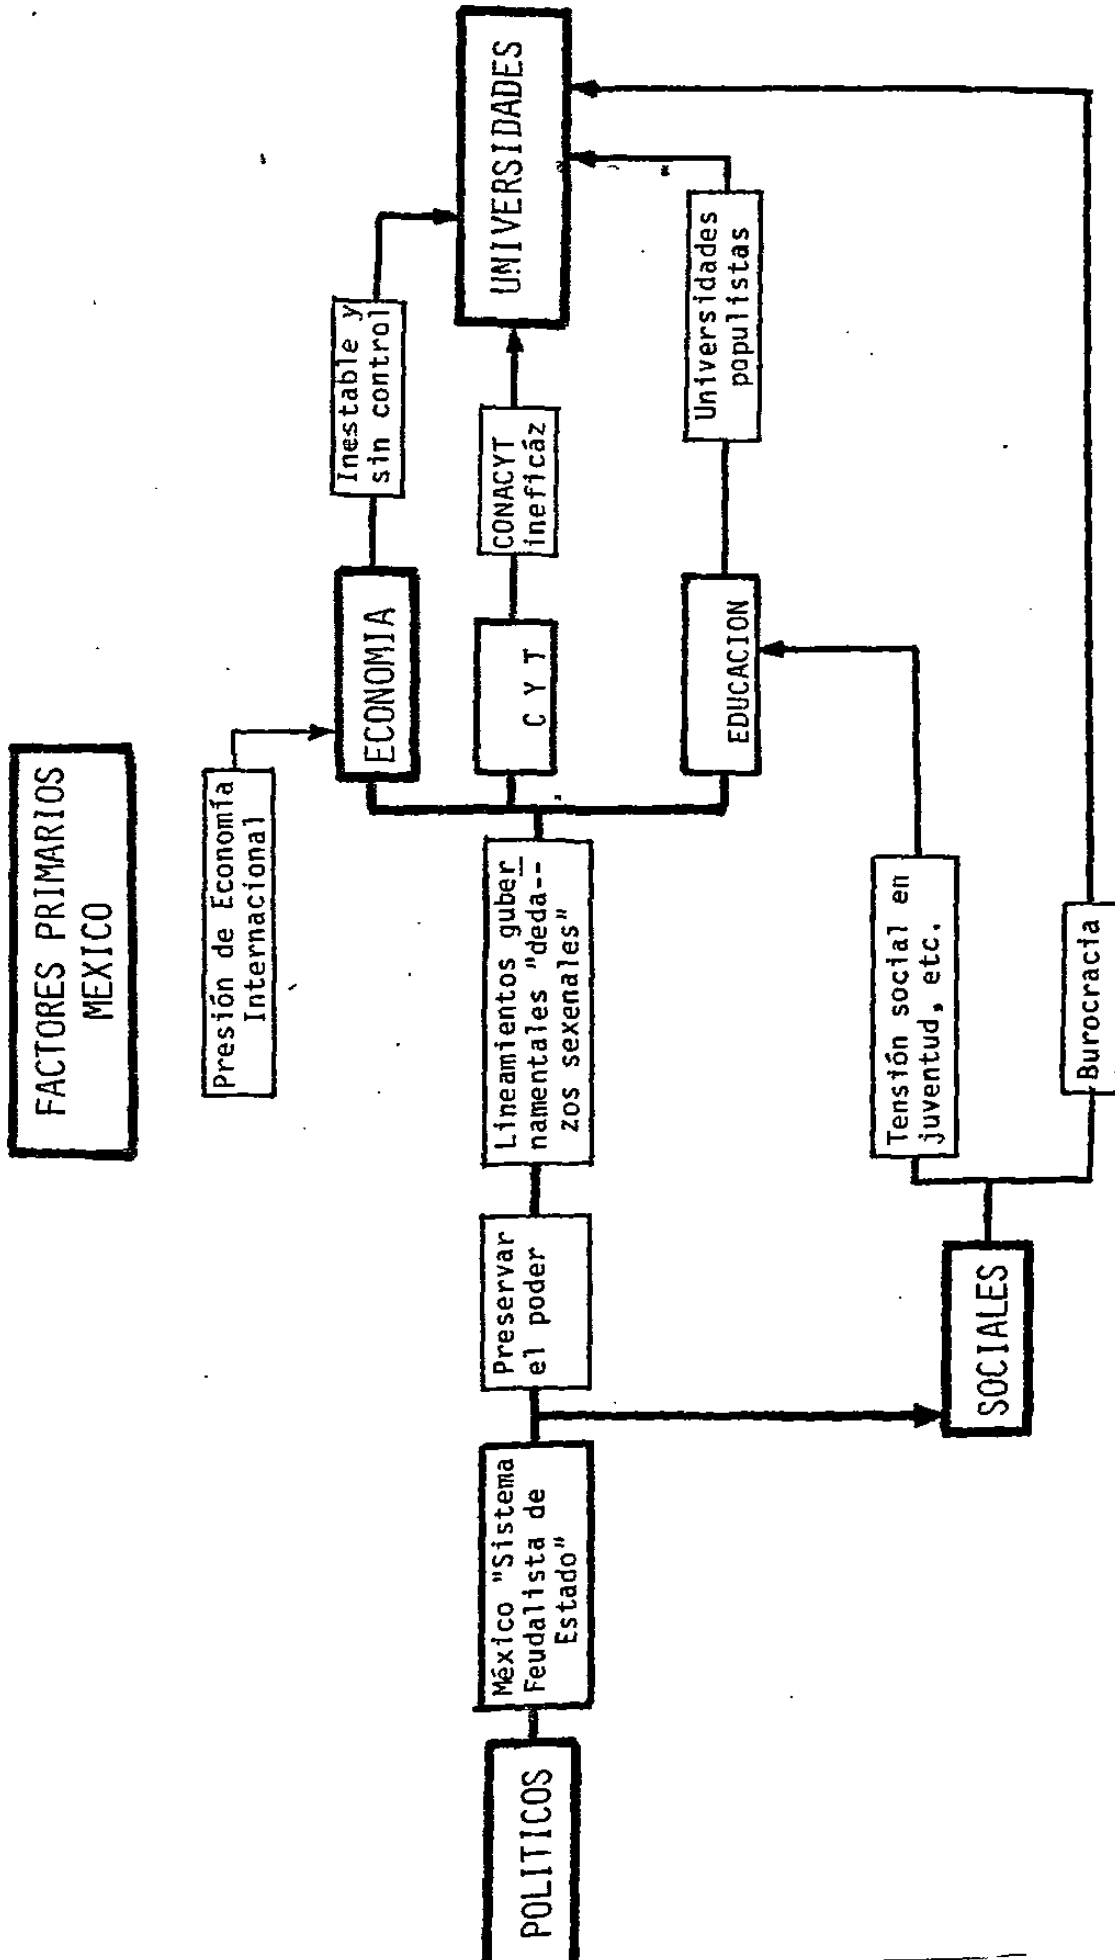 FACTORES PRIMARIOS
MEXICO
Presión de Economía
Internacional
ECONOMIA
Inestable y
sin control
POLITICOS
México "Sistema
Feudalista de
Estado"
Preservar
el poder
Lineamientos guber
namentales "deda--
zos sexenales"
C Y T
CONACYT
ineficáz
UNIVERSIDADES
EDUCACION
Universidades
populistas
SOCIALES
Tensión social en
juventud, etc.
Burocracia